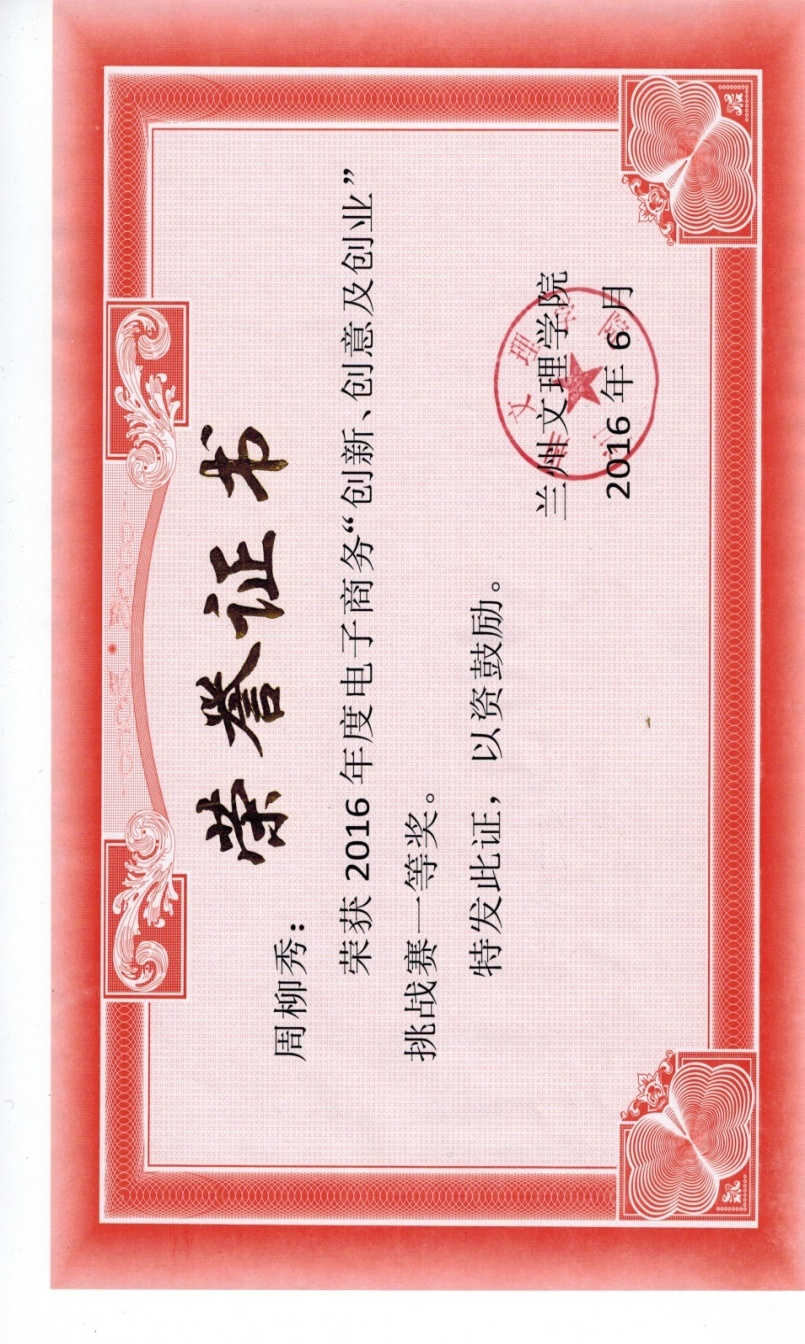 荣誉证书
周柳秀：
荣获 2016 年度电子商务“创新、创意及创业”
挑战赛一等奖。
特发此证，以资鼓励。
兰州文理学院
2016 年 6 月